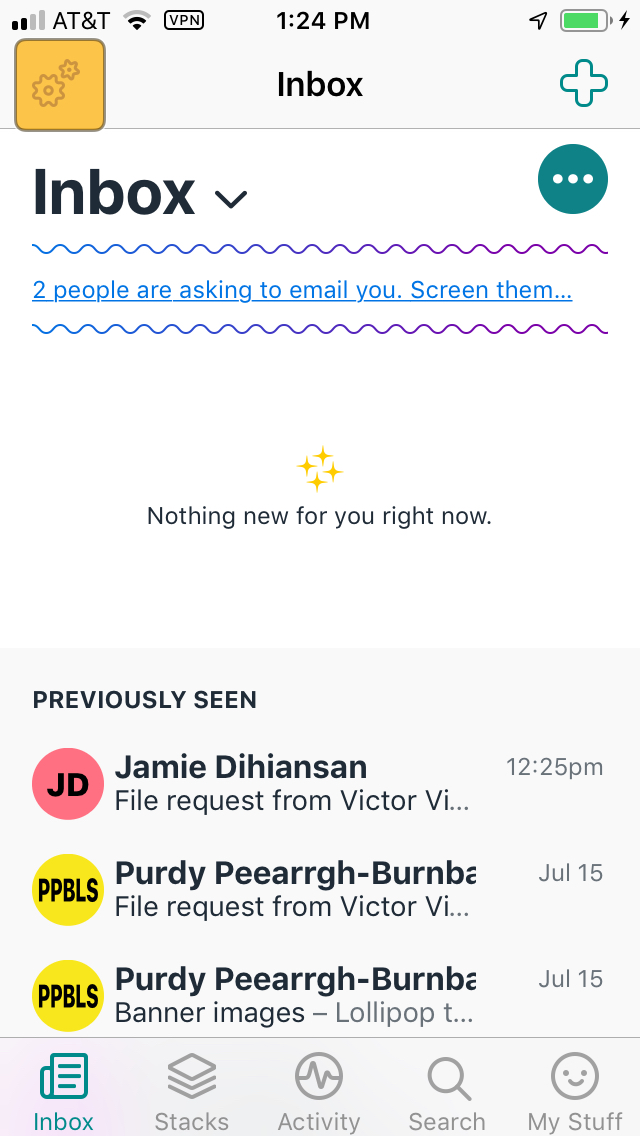 AT&T VPN 1:24 PM
Inbox
Inbox
2 people are asking to email you. Screen them...
Nothing new for you right now.
PREVIOUSLY SEEN
JD Jamie Dihiansan 12:25pm
File request from Victor Vi...
PPBLS Purdy Peearrgh-Burnba Jul 15
File request from Victor Vi...
PPBLS Purdy Peearrgh-Burnba Jul 15
Banner images – Lollipop t...
Inbox Stacks Activity Search My Stuff